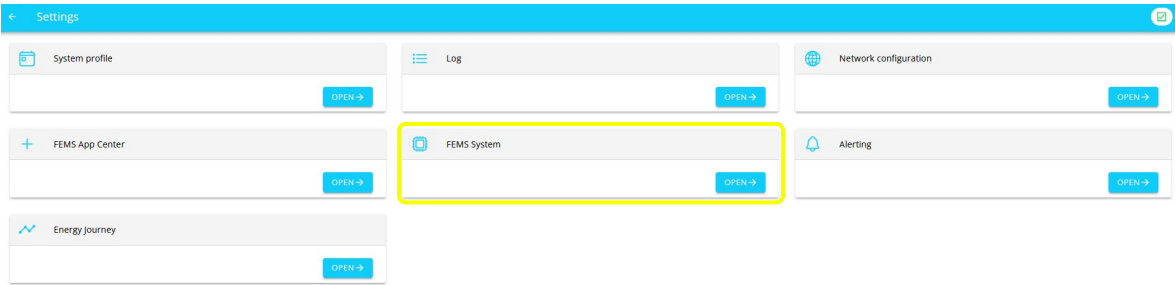 ← Settings
System profile
OPEN →
Log
OPEN →
Network configuration
OPEN →
FEMS App Center
OPEN →
FEMS System
OPEN →
Alerting
OPEN →
Energy Journey
OPEN →